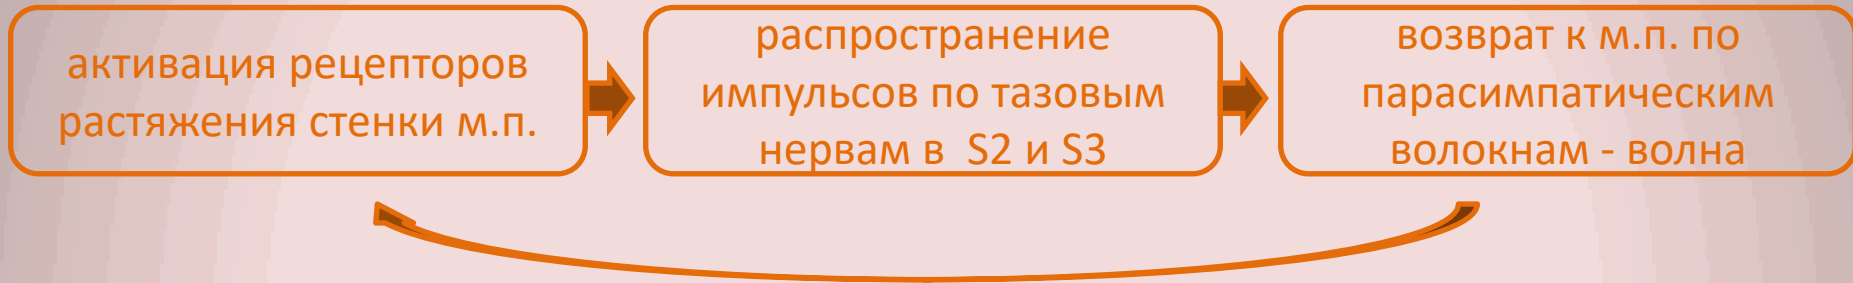 активация рецепторов
растяжения стенки м.п.
распространение
импульсов по тазовым
нервам в S2 и S3
возврат к м.п. по
парасимпатическим
волокнам - волна